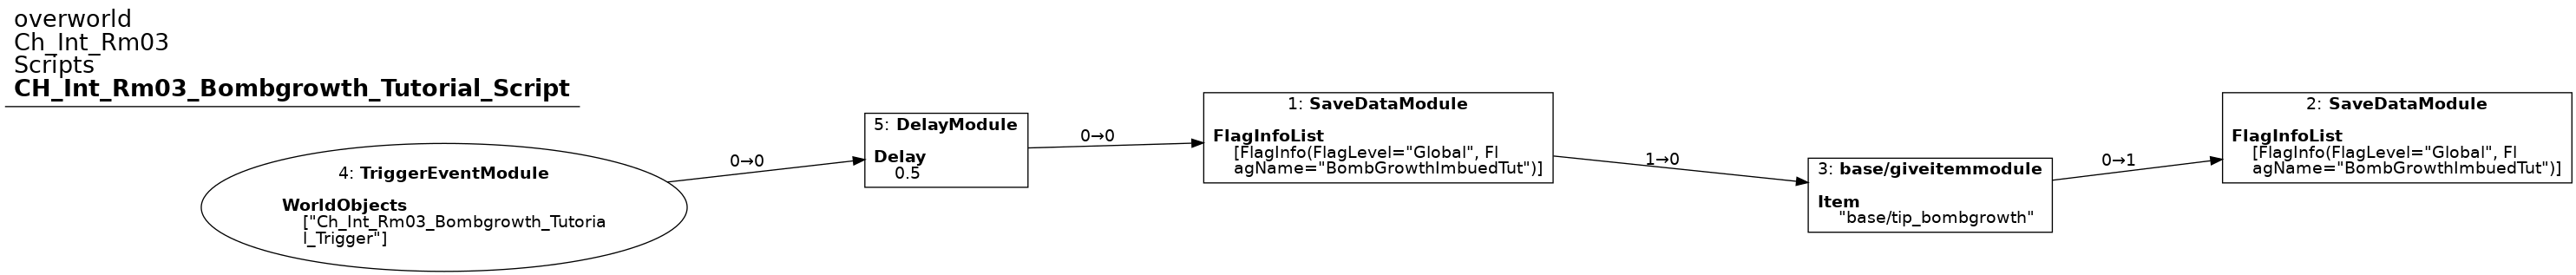 overworld
Ch_Int_Rm03
Scripts
CH_Int_Rm03_Bombgrowth_Tutorial_Script
4: TriggerEventModule
WorldObjects
["Ch_Int_Rm03_Bombgrowth_Tutoria
l_Trigger"]
0→0
5: DelayModule
Delay
0.5
0→0
1: SaveDataModule
FlagInfoList
[FlagInfo(FlagLevel="Global", Fl
agName="BombGrowthImbuedTut")]
1→0
3: base/giveitemmodule
Item
"base/tip_bombgrowth"
0→1
2: SaveDataModule
FlagInfoList
[FlagInfo(FlagLevel="Global", Fl
agName="BombGrowthImbuedTut")]